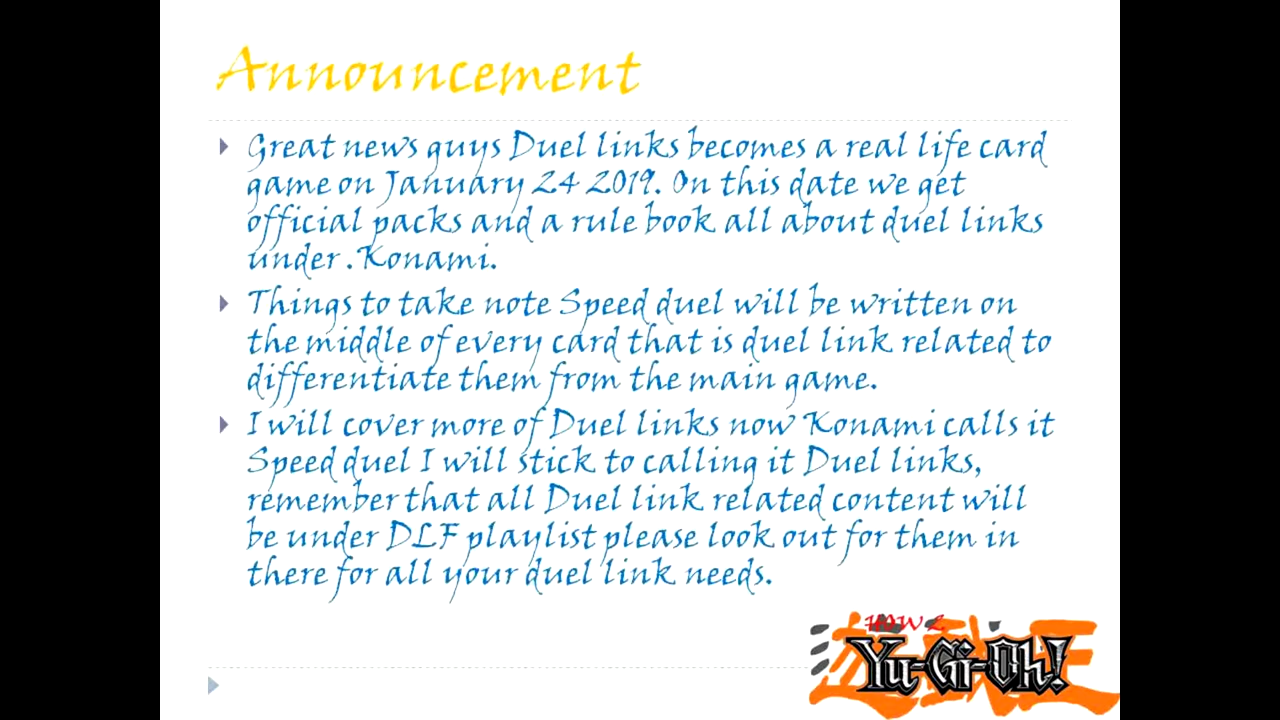 Announcement
Great news guys Duel links becomes a real life card
game on January 24 2019. On this date we get
official packs and a rule book all about duel links
under .Konami.
Things to take note Speed duel will be written on
the middle of every card that is duel link related to
differentiate them from the main game.
I will cover more of Duel links now Konami calls it
Speed duel I will stick to calling it Duel links,
remember that all Duel link related content will
be under DLF playlist please look out for them in
there for all your duel link needs.
HOW 2
遊戯王
Yu-Gi-Oh!